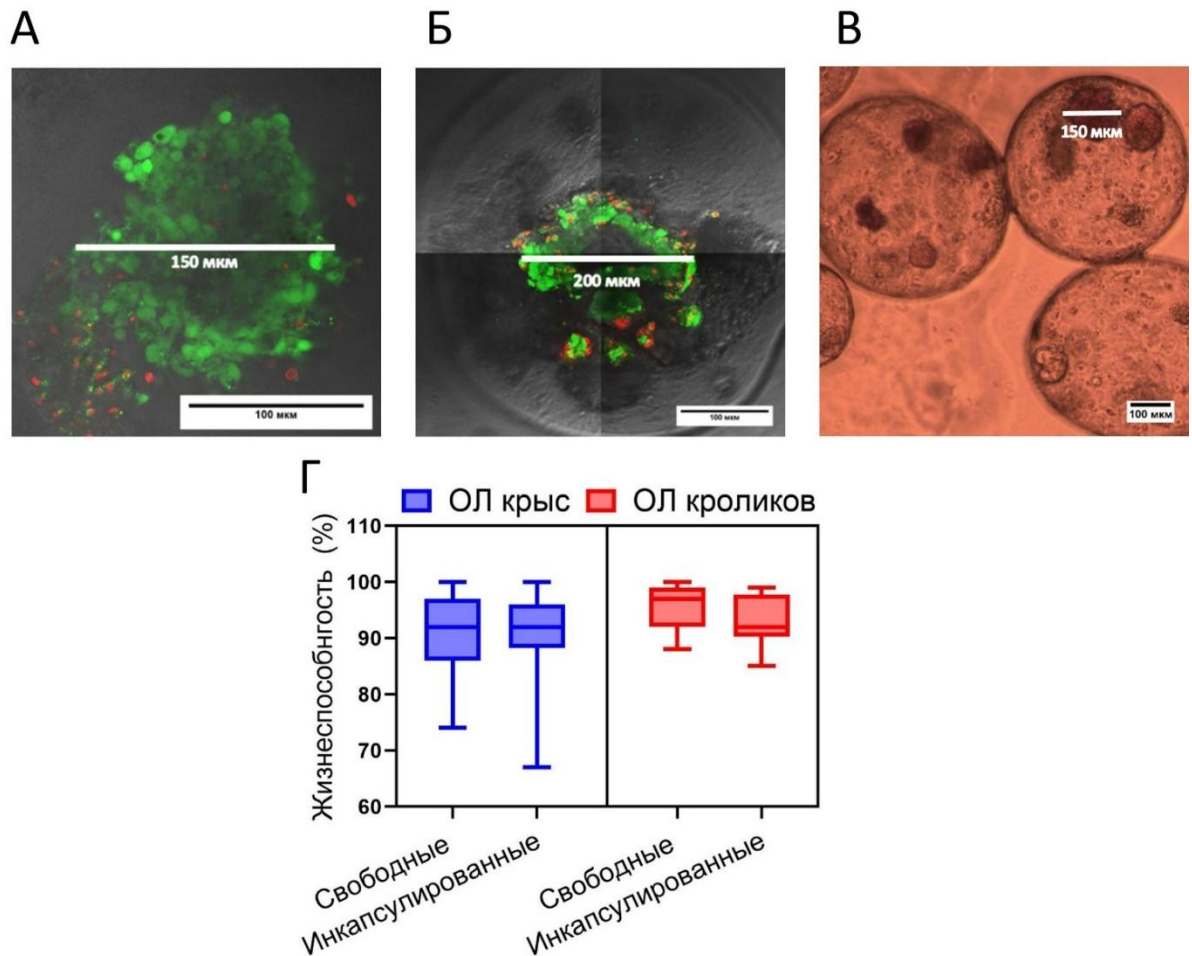 А
Б
В
150 мкм
100 мкм
200 мкм
100 мкм
150 мкм
100 мкм
Г
ОЛ крыс
ОЛ кроликов
Жизнеспособнгость (%)
110
100
90
80
70
60
Свободные
Инкапсулированные
Свободные
Инкапсулированные